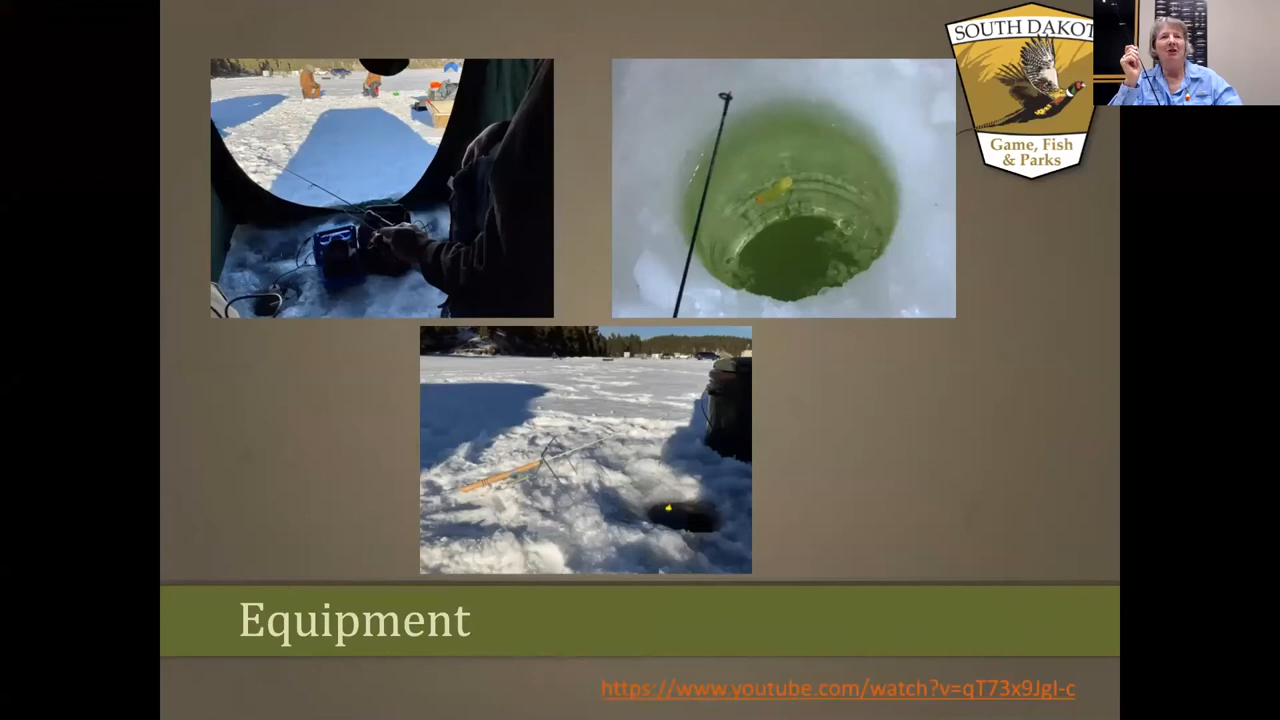 SOUTH DAKOT
Game, Fish
& Parks
Equipment
https://www.youtube.com/watch?v=qT73x9JgI-c